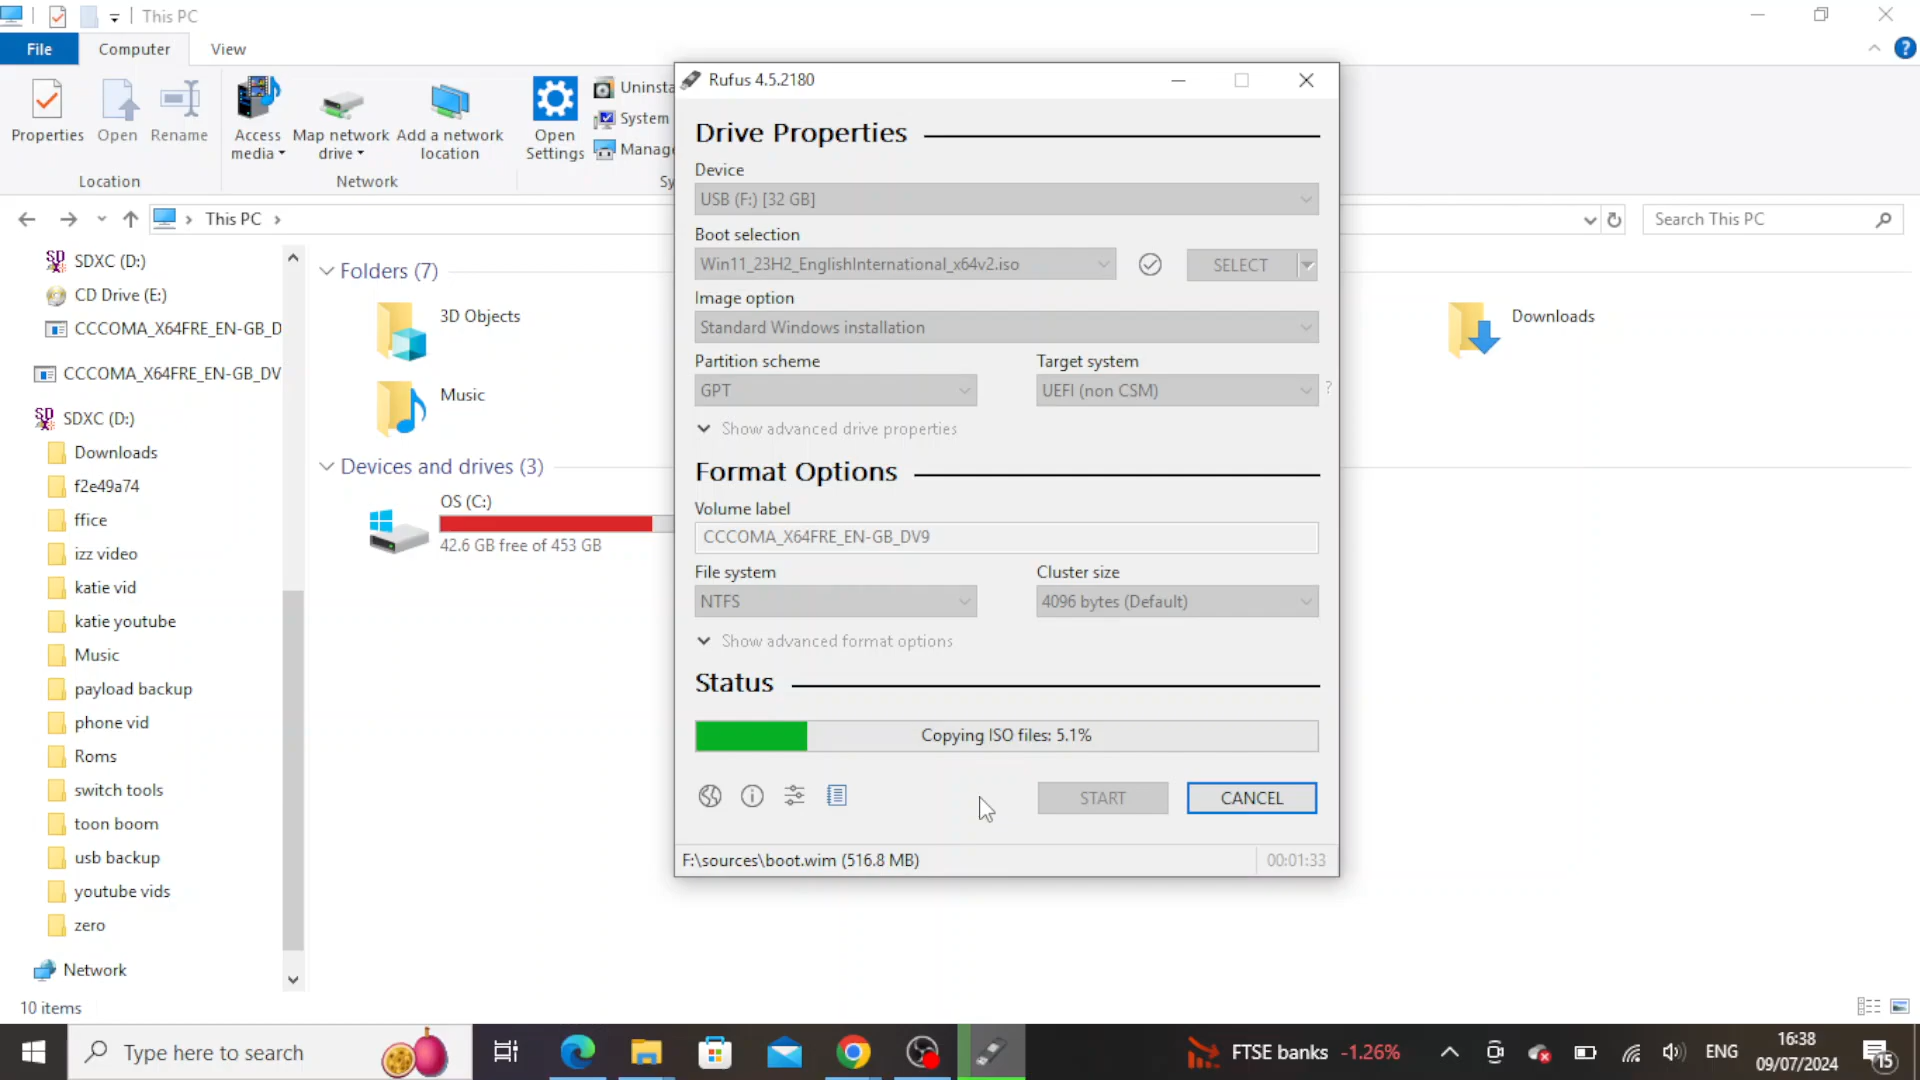 This PC
File
Computer
View
Properties
Open
Rename
Access media
Map network drive
Add a network location
Open Settings
Uninsta
System
Manage
Location
Network
Sy
This PC
Search This PC
SDXC (D:)
CD Drive (E:)
CCCOMA_X64FRE_EN-GB_D
CCCOMA_X64FRE_EN-GB_DV
SDXC (D:)
Downloads
f2e49a74
ffice
izz video
katie vid
katie youtube
Music
payload backup
phone vid
Roms
switch tools
toon boom
usb backup
youtube vids
zero
Network
10 items
Folders (7)
3D Objects
Music
Downloads
Devices and drives (3)
OS (C:)
42.6 GB free of 453 GB
Rufus 4.5.2180
Drive Properties
Device
USB (F:) [32 GB]
Boot selection
Win11_23H2_EnglishInternational_x64v2.iso
SELECT
Image option
Standard Windows installation
Partition scheme
Target system
GPT
UEFI (non CSM)
?
Show advanced drive properties
Format Options
Volume label
CCCOMA_X64FRE_EN-GB_DV9
File system
Cluster size
NTFS
4096 bytes (Default)
Show advanced format options
Status
Copying ISO files: 5.1%
START
CANCEL
F:\sources\boot.wim (516.8 MB)
00:01:33
Type here to search
FTSE banks -1.26%
ENG
16:38
09/07/2024
15